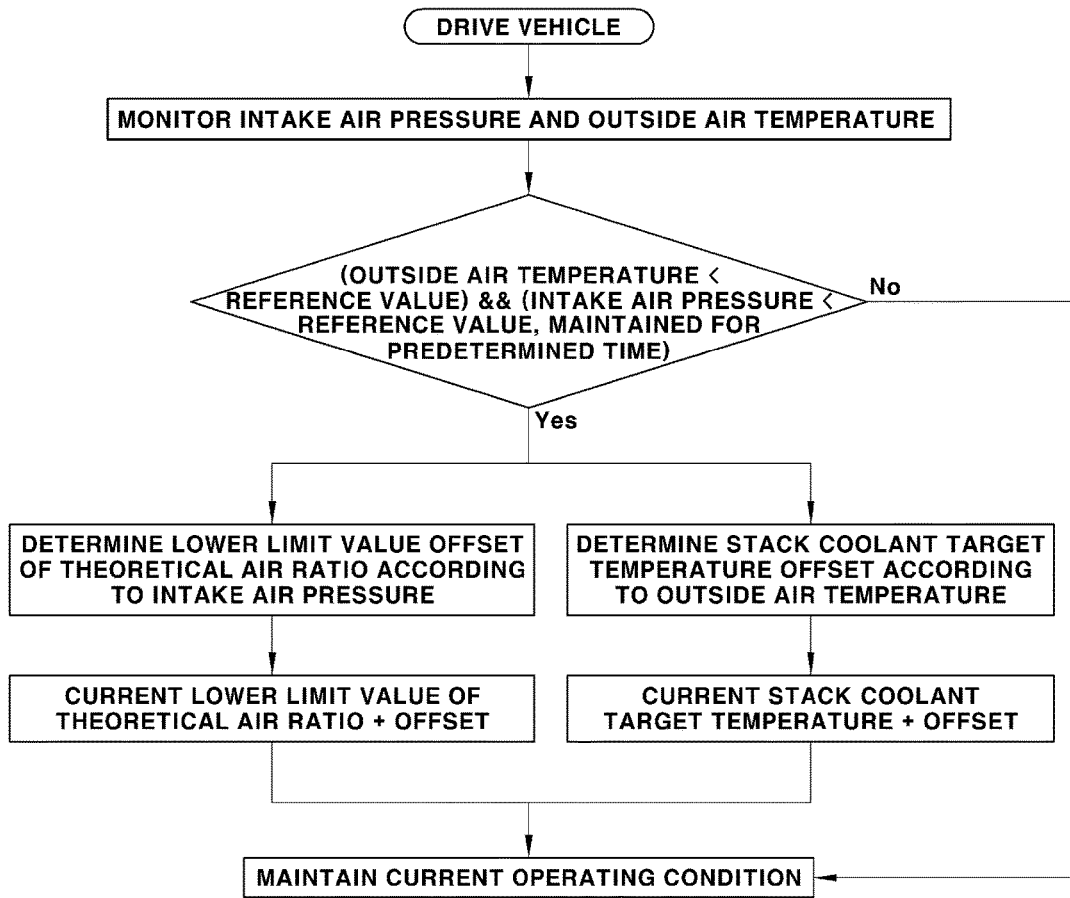 DRIVE VEHICLE
MONITOR INTAKE AIR PRESSURE AND OUTSIDE AIR TEMPERATURE
(OUTSIDE AIR TEMPERATURE <
REFERENCE VALUE) && (INTAKE AIR PRESSURE <
REFERENCE VALUE, MAINTAINED FOR
PREDETERMINED TIME)
No
Yes
DETERMINE LOWER LIMIT VALUE OFFSET
OF THEORETICAL AIR RATIO ACCORDING
TO INTAKE AIR PRESSURE
DETERMINE STACK COOLANT TARGET
TEMPERATURE OFFSET ACCORDING
TO OUTSIDE AIR TEMPERATURE
CURRENT LOWER LIMIT VALUE OF
THEORETICAL AIR RATIO + OFFSET
CURRENT STACK COOLANT
TARGET TEMPERATURE + OFFSET
MAINTAIN CURRENT OPERATING CONDITION